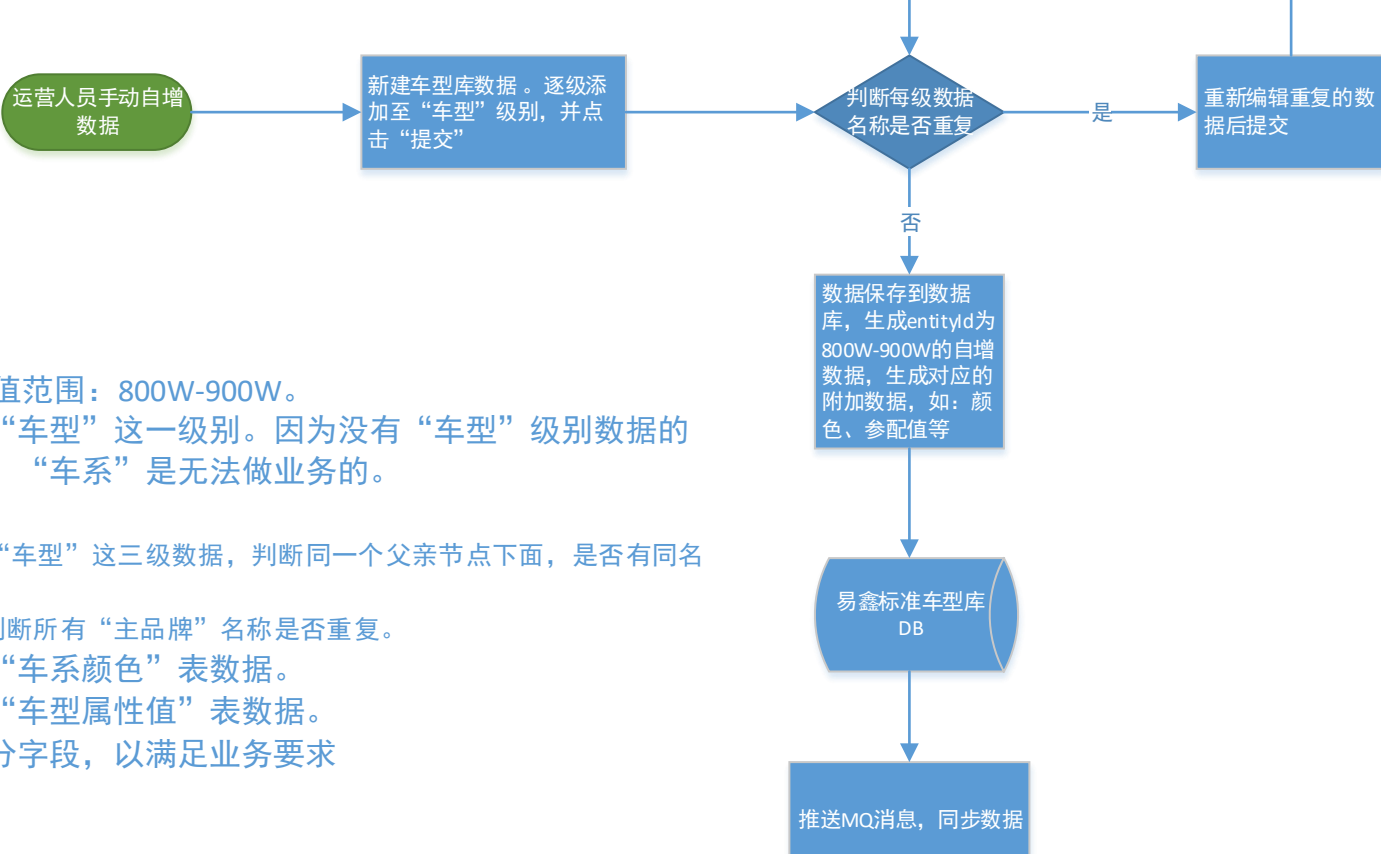 运营人员手动自增
数据
新建车型库数据。逐级添
加至“车型”级别，并点
击“提交”
判断每级数据
名称是否重复
是
重新编辑重复的数
据后提交
否
数据保存到数据
库，生成entityId为
800W-900W的自增
数据，生成对应的
附加数据，如：颜
色、参配值等
值范围：800W-900W。
“车型”这一级别。因为没有“车型”级别数据的
“车系”是无法做业务的。
“车型”这三级数据，判断同一个父亲节点下面，是否有同名
断所有“主品牌”名称是否重复。
“车系颜色”表数据。
“车型属性值”表数据。
分字段，以满足业务要求
易鑫标准车型库
DB
推送MQ消息，同步数据